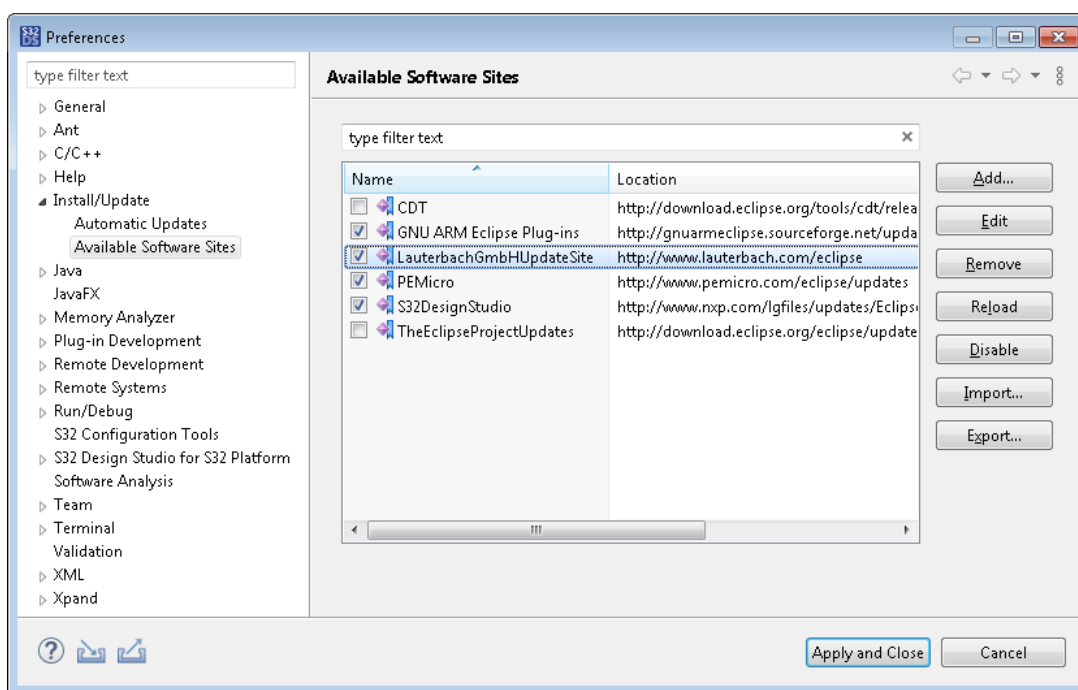 S32
DS
Preferences
type filter text
General
Ant
C/C++
Help
Install/Update
Automatic Updates
Available Software Sites
Java
JavaFX
Memory Analyzer
Plug-in Development
Remote Development
Remote Systems
Run/Debug
S32 Configuration Tools
S32 Design Studio for S32 Platform
Software Analysis
Team
Terminal
Validation
XML
Xpand
Available Software Sites
type filter text
Name Location
CDT http://download.eclipse.org/tools/cdt/relea
GNU ARM Eclipse Plug-ins http://gnuarmeclipse.sourceforge.net/upda
LauterbachGmbHUpdateSite http://www.lauterbach.com/eclipse
PEMicro http://www.pemicro.com/eclipse/updates
S32DesignStudio http://www.nxp.com/lgfiles/updates/Eclips
TheEclipseProjectUpdates http://download.eclipse.org/eclipse/update
Add...
Edit
Remove
Reload
Disable
Import...
Export...
Apply and Close
Cancel